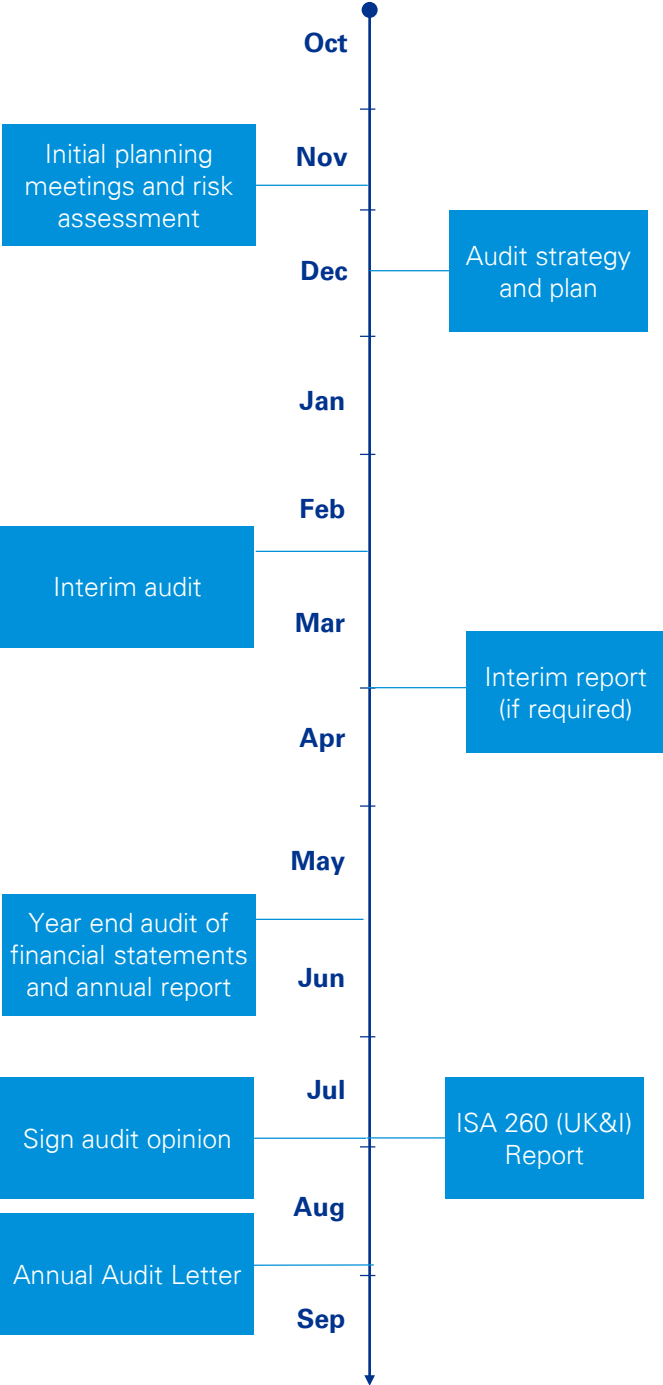 Oct
Initial planning
meetings and risk
assessment
Nov
Audit strategy
and plan
Dec
Jan
Feb
Interim audit
Mar
Interim report
(if required)
Apr
May
Year end audit of
financial statements
and annual report
Jun
Jul
Sign audit opinion
ISA 260 (UK&I)
Report
Aug
Annual Audit Letter
Sep